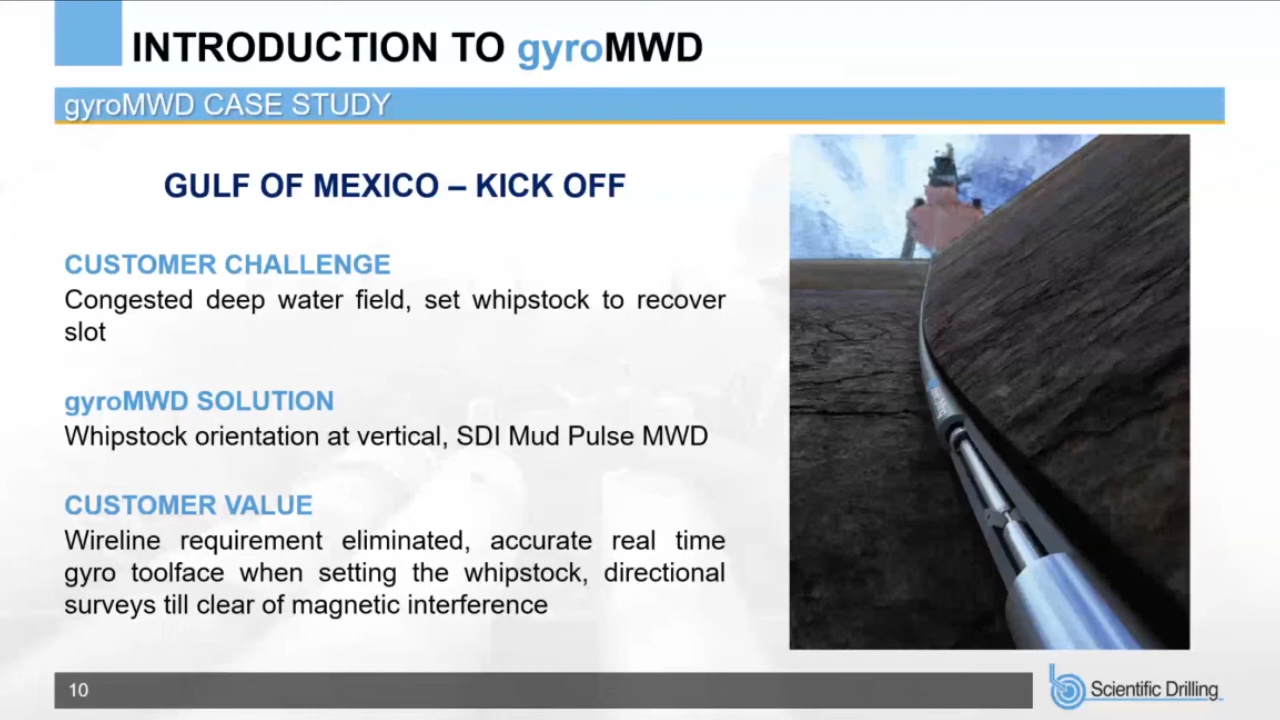 INTRODUCTION TO gyroMWD
gyroMWD CASE STUDY
GULF OF MEXICO – KICK OFF
CUSTOMER CHALLENGE
Congested deep water field, set whipstock to recover
slot
gyroMWD SOLUTION
Whipstock orientation at vertical, SDI Mud Pulse MWD
CUSTOMER VALUE
Wireline requirement eliminated, accurate real time
gyro toolface when setting the whipstock, directional
surveys till clear of magnetic interference
10
Scientific Drilling